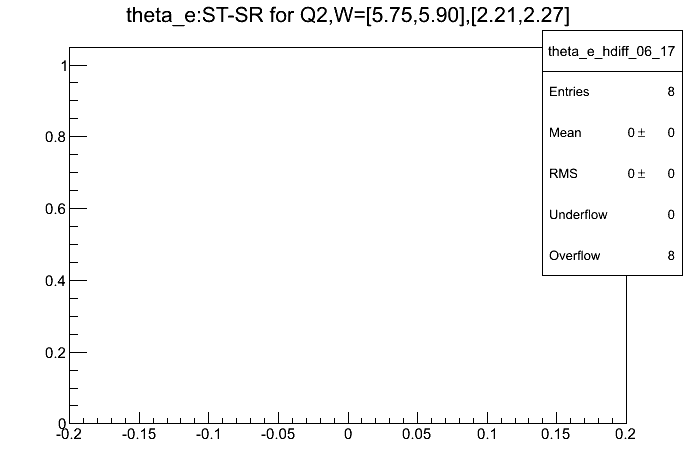 theta_e:ST-SR for Q2,W=[5.75,5.90],[2.21,2.27]
theta_e_hdiff_06_17
Entries 8
Mean 0 ± 0
RMS 0 ± 0
Underflow 0
Overflow 8
1
0.8
0.6
0.4
0.2
0
-0.2 -0.15 -0.1 -0.05 0 0.05 0.1 0.15 0.2